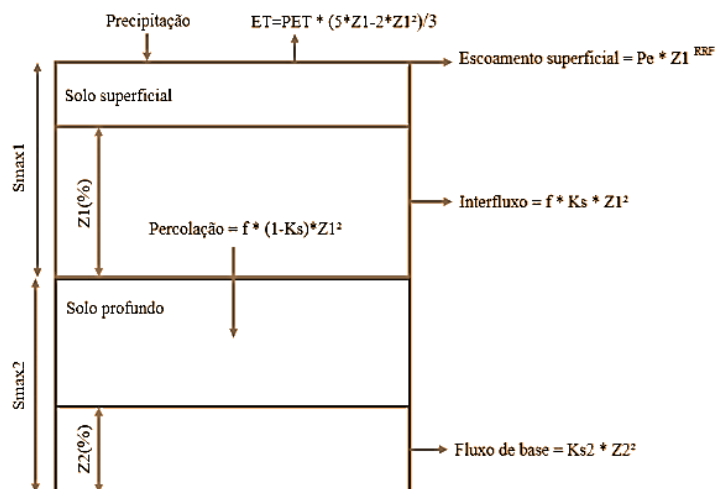 Precipitação
ET=PET * (5*Z1-2*Z1²)/3
Escoamento superficial = Pe * Z1 ᴿᴿᶠ
Solo superficial
Smax1
Z1(%)
Interfluxo = f * Ks * Z1²
Percolação = f * (1-Ks)*Z1²
Solo profundo
Smax2
Z2(%)
Fluxo de base = Ks2 * Z2²